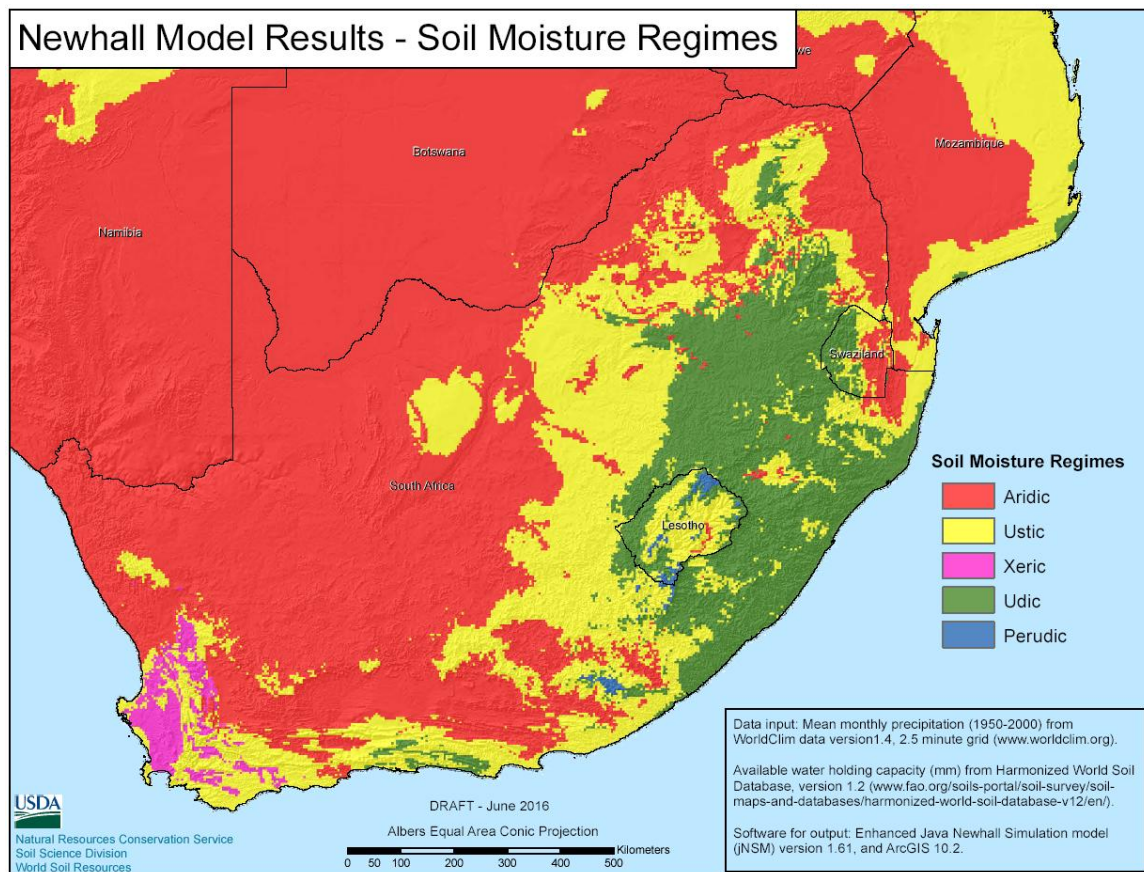 Newhall Model Results - Soil Moisture Regimes
we
Botswana
Mozambique
Namibia
Swaziland
South Africa
Lesotho
Soil Moisture Regimes
Aridic
Ustic
Xeric
Udic
Perudic
Data input: Mean monthly precipitation (1950-2000) from
WorldClim data version1.4, 2.5 minute grid (www.worldclim.org).
Available water holding capacity (mm) from Harmonized World Soil
Database, version 1.2 (www.fao.org/soils-portal/soil-survey/soil-
maps-and-databases/harmonized-world-soil-database-v12/en/).
Software for output: Enhanced Java Newhall Simulation model
(jNSM) version 1.61, and ArcGIS 10.2.
USDA
Natural Resources Conservation Service
Soil Science Division
World Soil Resources
DRAFT - June 2016
Albers Equal Area Conic Projection
Kilometers
0 50 100 200 300 400 500